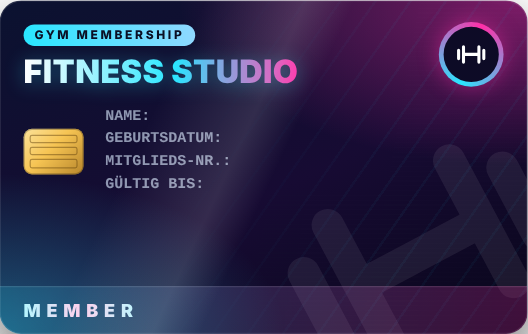 GYM MEMBERSHIP
FITNESS STUDIO
NAME:
GEBURTSDATUM:
MITGLIEDS-NR.:
GÜLTIG BIS:
MEMBER